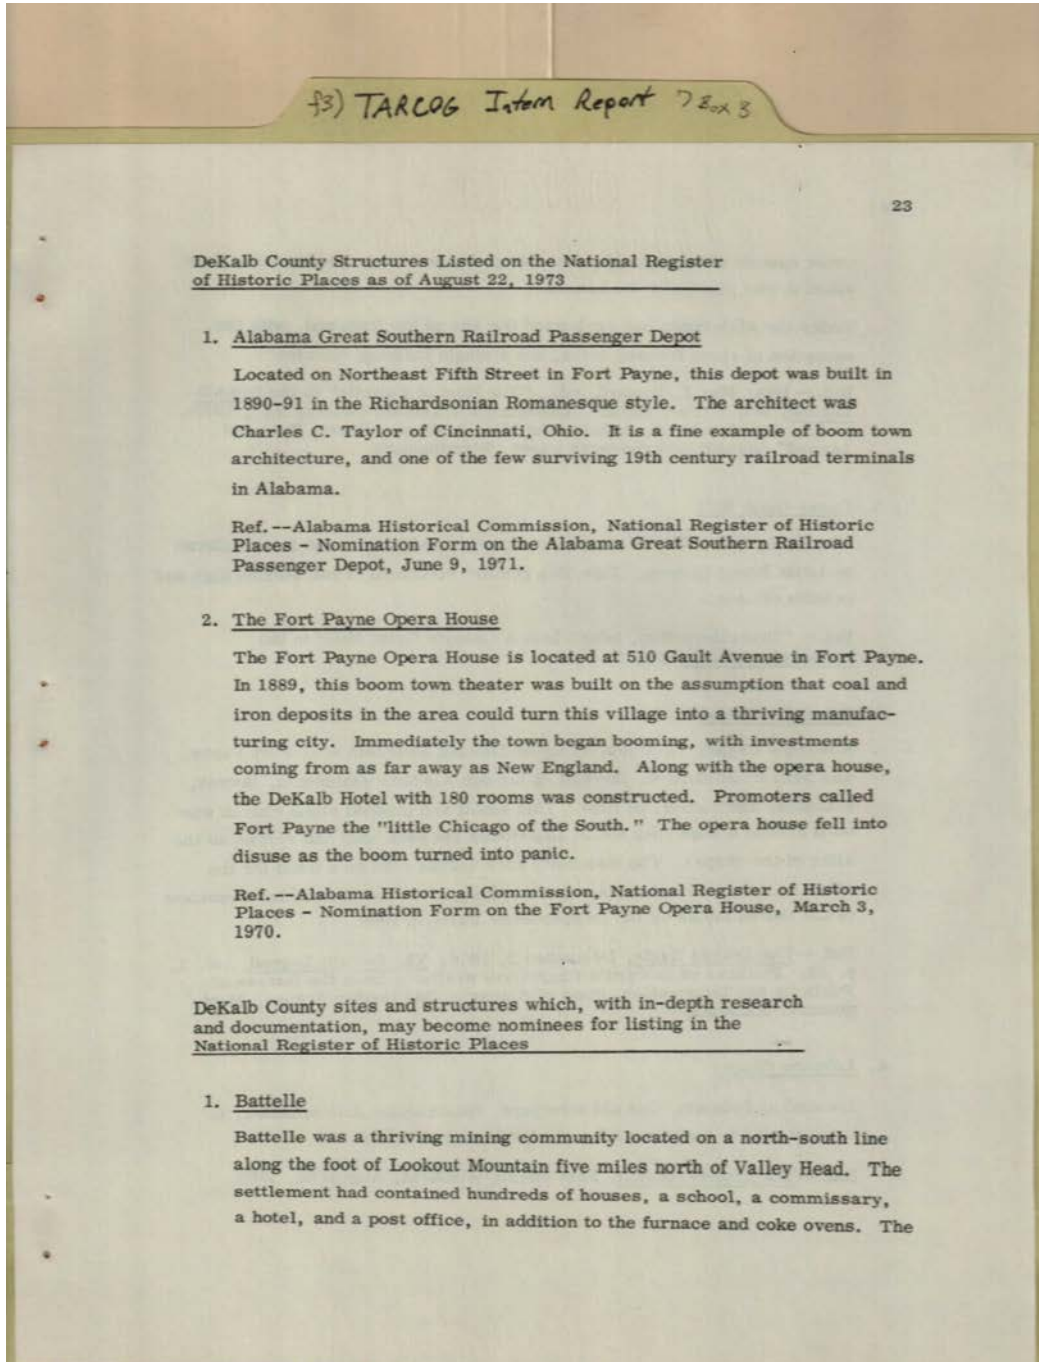 f3) TARCOG Intern Report > Box 3
23
DeKalb County Structures Listed on the National Register
of Historic Places as of August 22, 1973
1. Alabama Great Southern Railroad Passenger Depot
Located on Northeast Fifth Street in Fort Payne, this depot was built in
1890-91 in the Richardsonian Romanesque style. The architect was
Charles C. Taylor of Cincinnati, Ohio. It is a fine example of boom town
architecture, and one of the few surviving 19th century railroad terminals
in Alabama.
Ref. --Alabama Historical Commission, National Register of Historic
Places - Nomination Form on the Alabama Great Southern Railroad
Passenger Depot, June 9, 1971.
2. The Fort Payne Opera House
The Fort Payne Opera House is located at 510 Gault Avenue in Fort Payne.
In 1889, this boom town theater was built on the assumption that coal and
iron deposits in the area could turn this village into a thriving manufac-
turing city. Immediately the town began booming, with investments
coming from as far away as New England. Along with the opera house,
the DeKalb Hotel with 180 rooms was constructed. Promoters called
Fort Payne the "little Chicago of the South." The opera house fell into
disuse as the boom turned into panic.
Ref. --Alabama Historical Commission, National Register of Historic
Places - Nomination Form on the Fort Payne Opera House, March 3,
1970.
DeKalb County sites and structures which, with in-depth research
and documentation, may become nominees for listing in the
National Register of Historic Places
1. Battelle
Battelle was a thriving mining community located on a north-south line
along the foot of Lookout Mountain five miles north of Valley Head. The
settlement had contained hundreds of houses, a school, a commissary,
a hotel, and a post office, in addition to the furnace and coke ovens. The